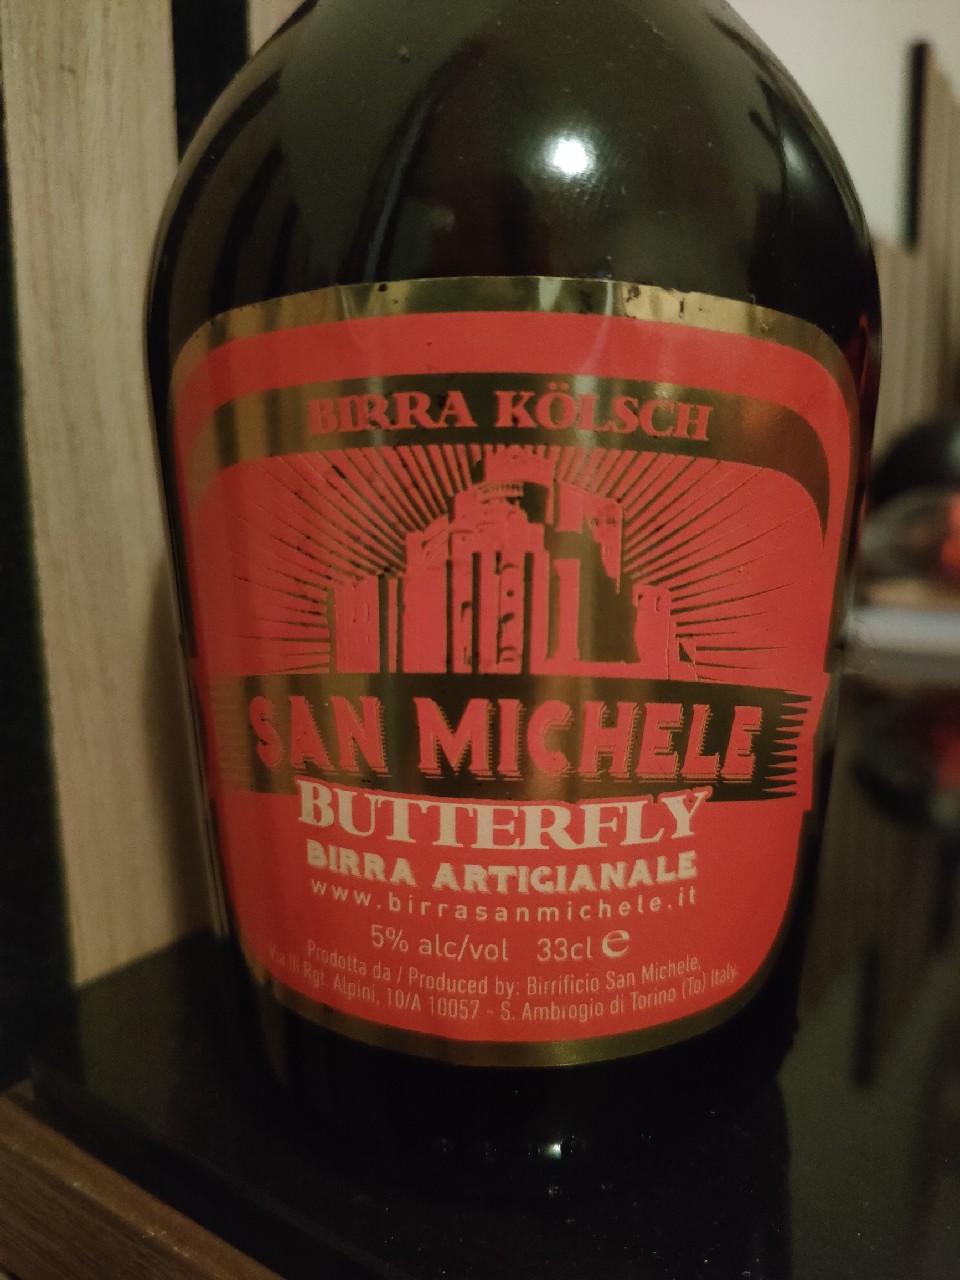 BIRRA KÖLSCH
SAN MICHELE
BUTTERFLY
BIRRA ARTIGIANALE
www.birrasanmichele.it
5% alc/vol 33cl e
Prodotta da / Produced by: Birrificio San Michele,
Via III Rgt. Alpini, 10/A 10057 - S. Ambrogio di Torino (To) Italy.